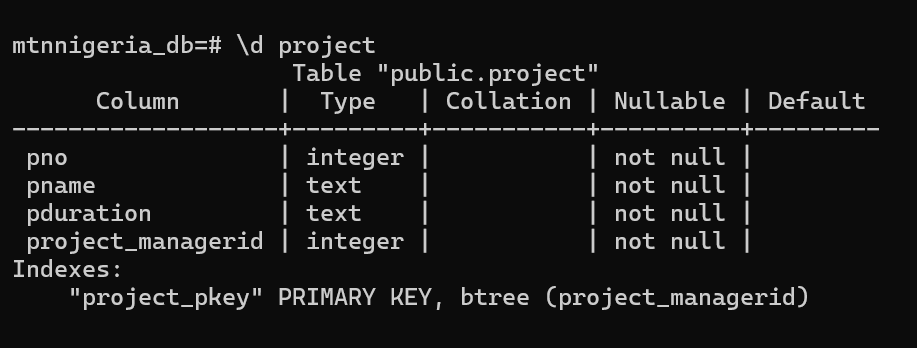 mtnnigeria_db=# \d project
                    Table "public.project"
      Column       |  Type   | Collation | Nullable | Default
-------------------+---------+-----------+----------+---------
 pno               | integer |           | not null |
 pname             | text    |           | not null |
 pduration         | text    |           | not null |
 project_managerid | integer |           | not null |
Indexes:
    "project_pkey" PRIMARY KEY, btree (project_managerid)